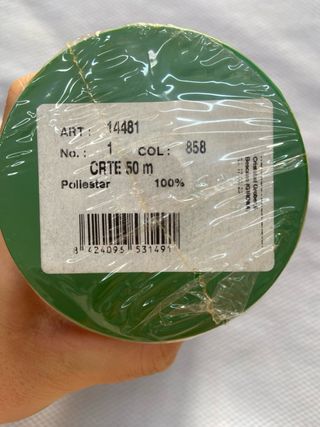 ART: 14481
No.: 1 COL: 858
CRTE 50 m
Poliestar 100%
8 424095 531491